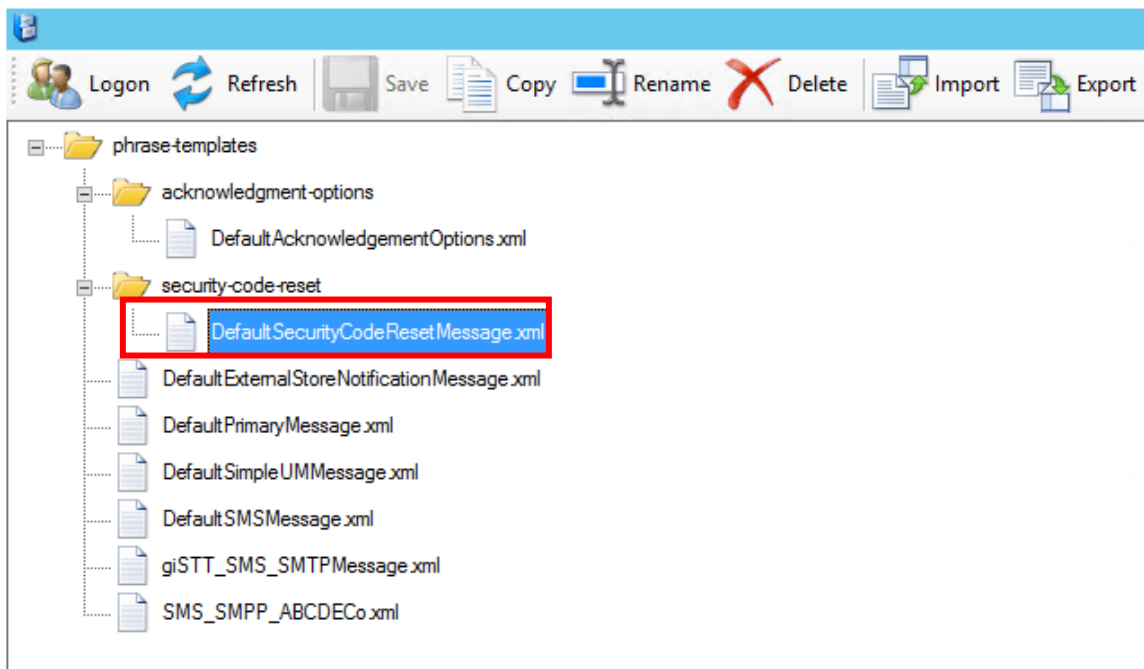 Logon Refresh Save Copy Rename Delete Import Export
phrase-templates
acknowledgment-options
DefaultAcknowledgementOptions.xml
security-code-reset
DefaultSecurityCodeResetMessage.xml
DefaultExternalStoreNotificationMessage.xml
DefaultPrimaryMessage.xml
DefaultSimpleUMMessage.xml
DefaultSMSMessage.xml
giSTT_SMS_SMTPMessage.xml
SMS_SMPP_ABCDECo.xml